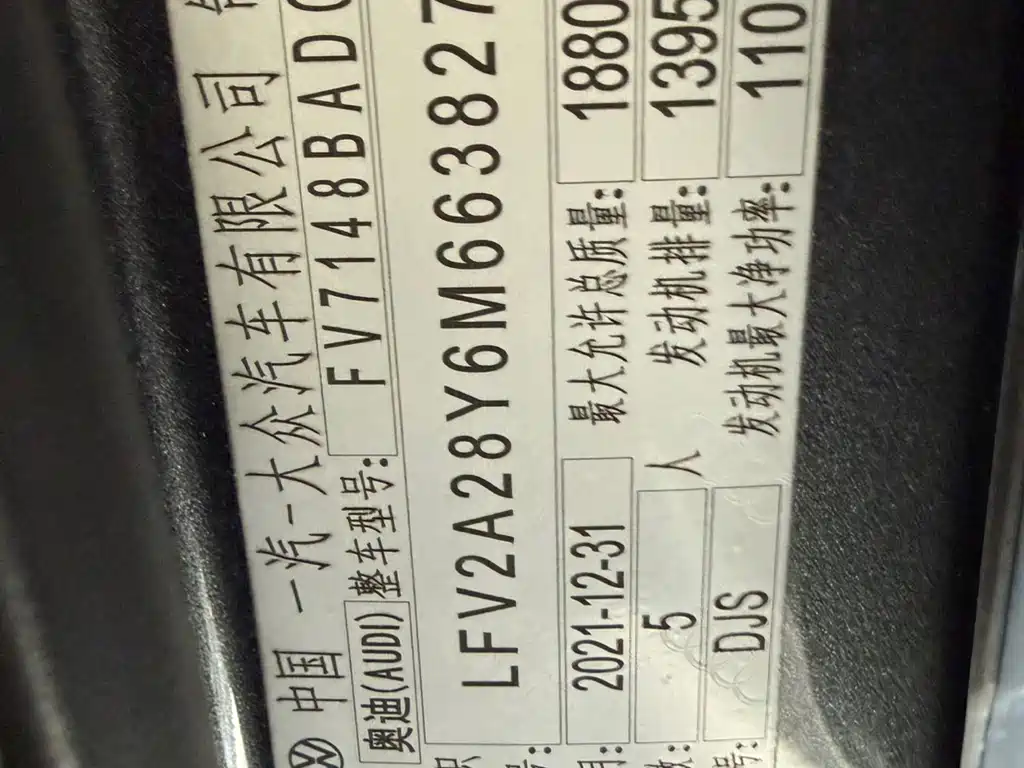 中国 一汽-大众汽车有限公司
奥迪(AUDI) 整车型号: FV7148BAD
LFV2A28Y6M663827
2021-12-31 最大允许总质量: 1880
5 人 发动机排量: 1395
DJS 发动机最大净功率: 110